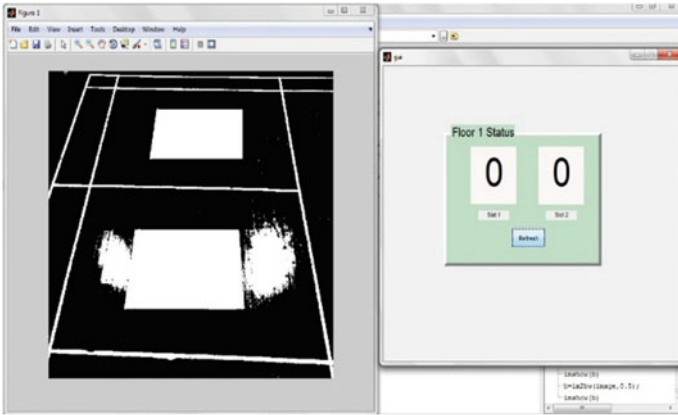 Figure 1
File Edit View Insert Tools Desktop Window Help
gui
Floor 1 Status
0 0
Slot 1 Slot 2
Refresh
imshow(b)
b=im2bw(image,0.5);
imshow(b)